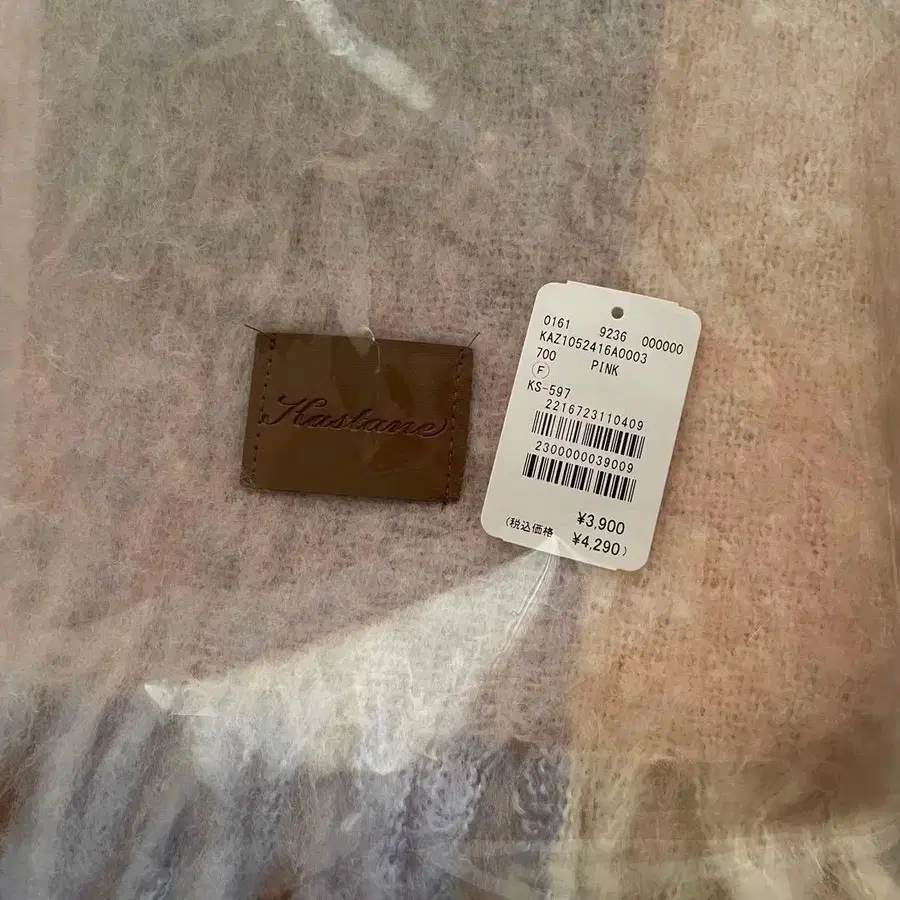 Kastane
0161 9236 000000
KAZ1052416A0003
700 PINK
F
KS-597
2216723110409
2300000039009
¥3,900
(税込価格 ¥4,290)